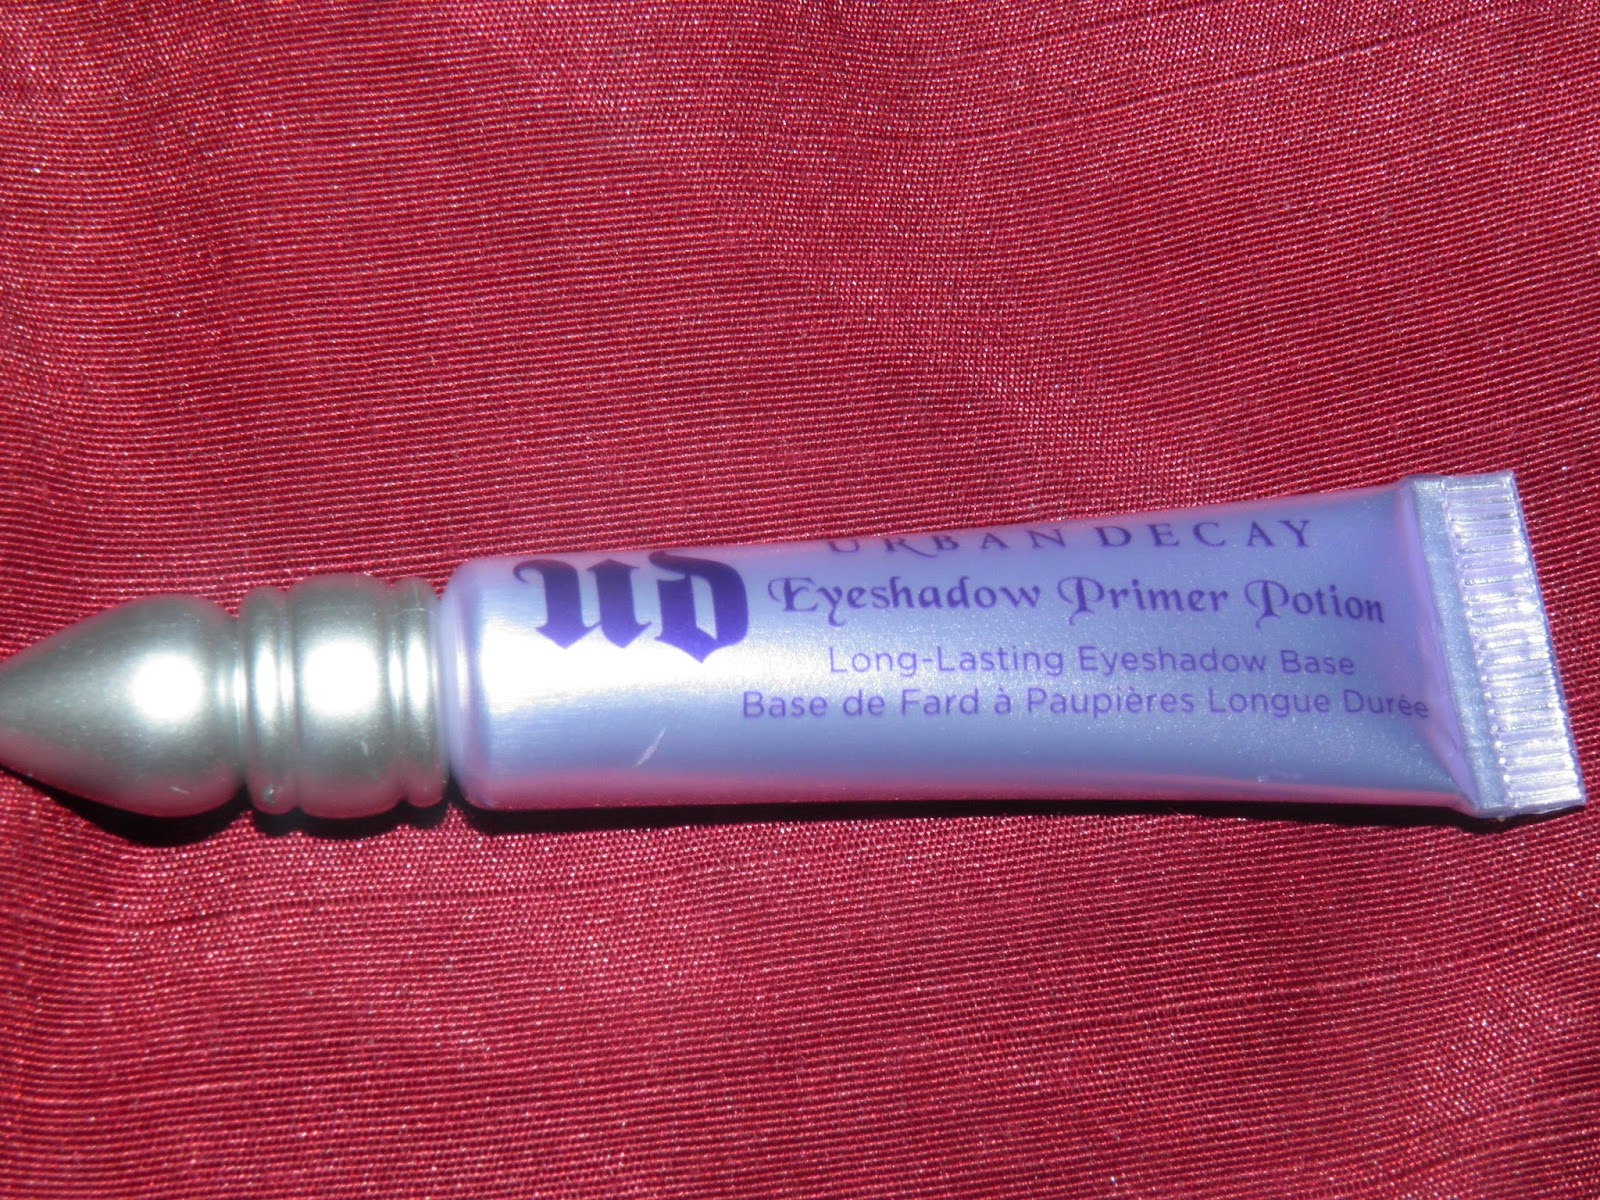 UD
URBAN DECAY
Eyeshadow Primer Potion
Long-Lasting Eyeshadow Base
Base de Fard à Paupières Longue Durée